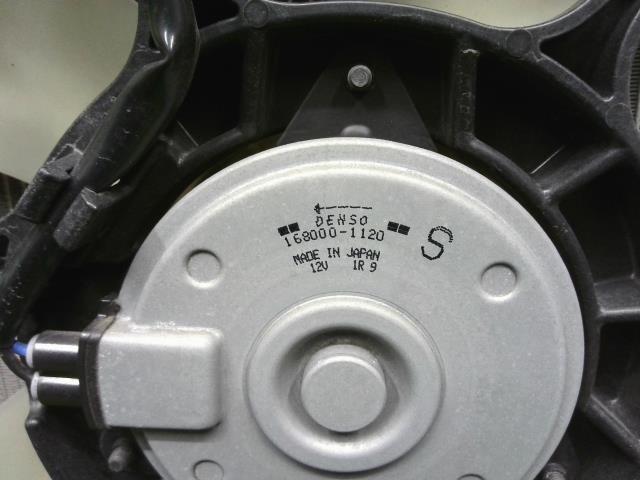 DENSO
168000-1120
MADE IN JAPAN
12V 1R 9
S